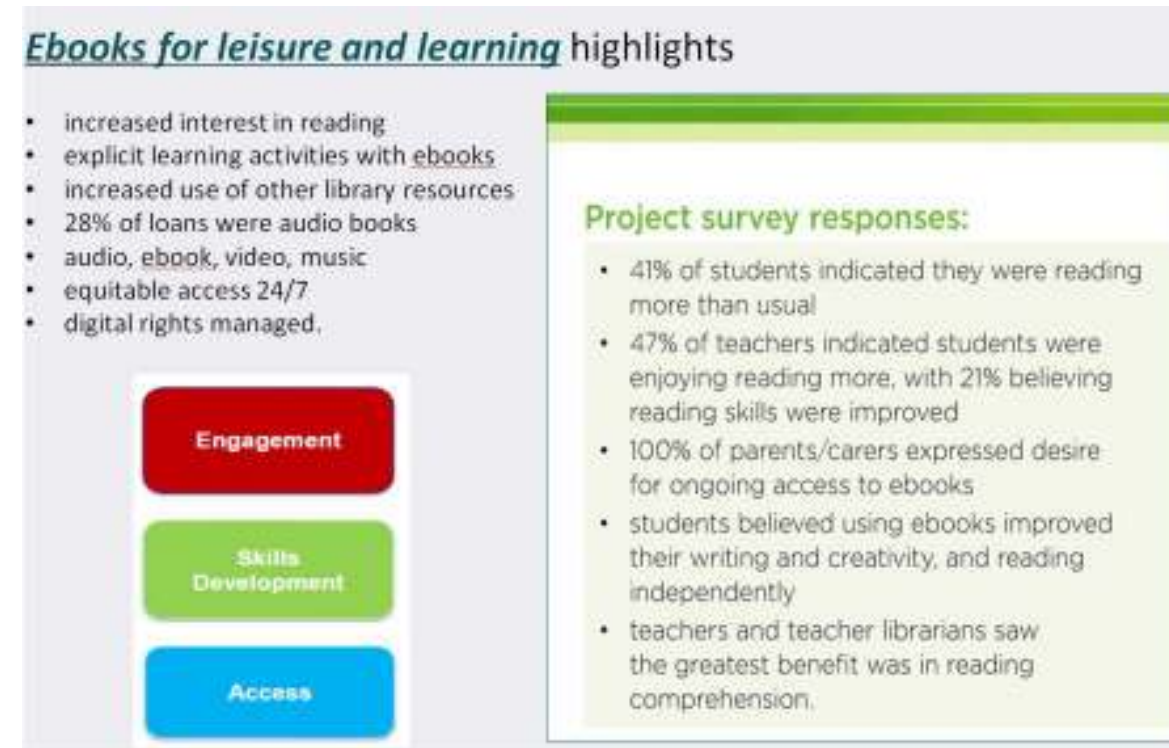 Ebooks for leisure and learning highlights
• increased interest in reading
• explicit learning activities with ebooks
• increased use of other library resources
• 28% of loans were audio books
• audio, ebook, video, music
• equitable access 24/7
• digital rights managed.
Engagement
Skills
Development
Access
Project survey responses:
• 41% of students indicated they were reading
more than usual
• 47% of teachers indicated students were
enjoying reading more, with 21% believing
reading skills were improved
• 100% of parents/carers expressed desire
for ongoing access to ebooks
• students believed using ebooks improved
their writing and creativity, and reading
independently
• teachers and teacher librarians saw
the greatest benefit was in reading
comprehension.